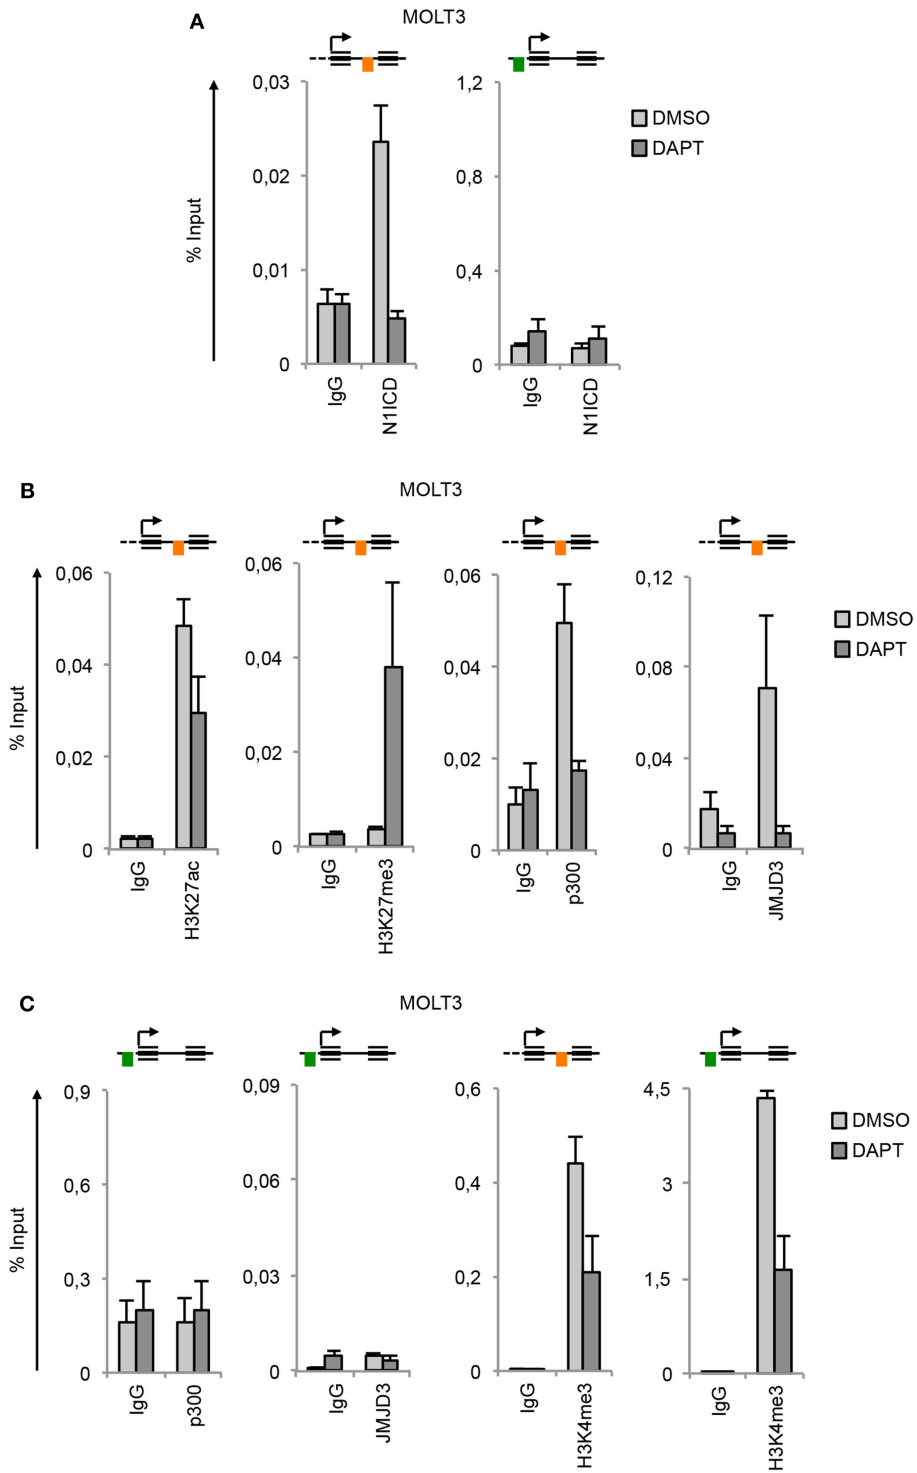 A
MOLT3
% Input
0,03
0,02
0,01
0
IgG
N1ICD
1,2
0,8
0,4
0
IgG
N1ICD
DMSO
DAPT
B
MOLT3
% Input
0,06
0,04
0,02
0
IgG
H3K27ac
0,06
0,04
0,02
0
IgG
H3K27me3
0,06
0,04
0,02
0
IgG
p300
0,12
0,08
0,04
0
IgG
JMJD3
DMSO
DAPT
C
MOLT3
% Input
0,9
0,6
0,3
0
IgG
p300
0,09
0,06
0,03
0
IgG
JMJD3
0,6
0,4
0,2
0
IgG
H3K4me3
4,5
3
1,5
0
IgG
H3K4me3
DMSO
DAPT